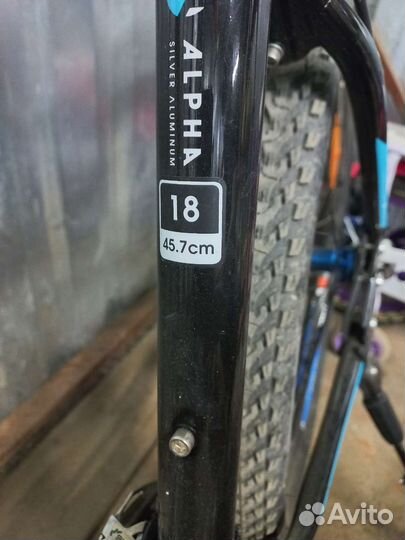 ALPHA
SILVER ALUMINUM
18
45.7cm
Avito